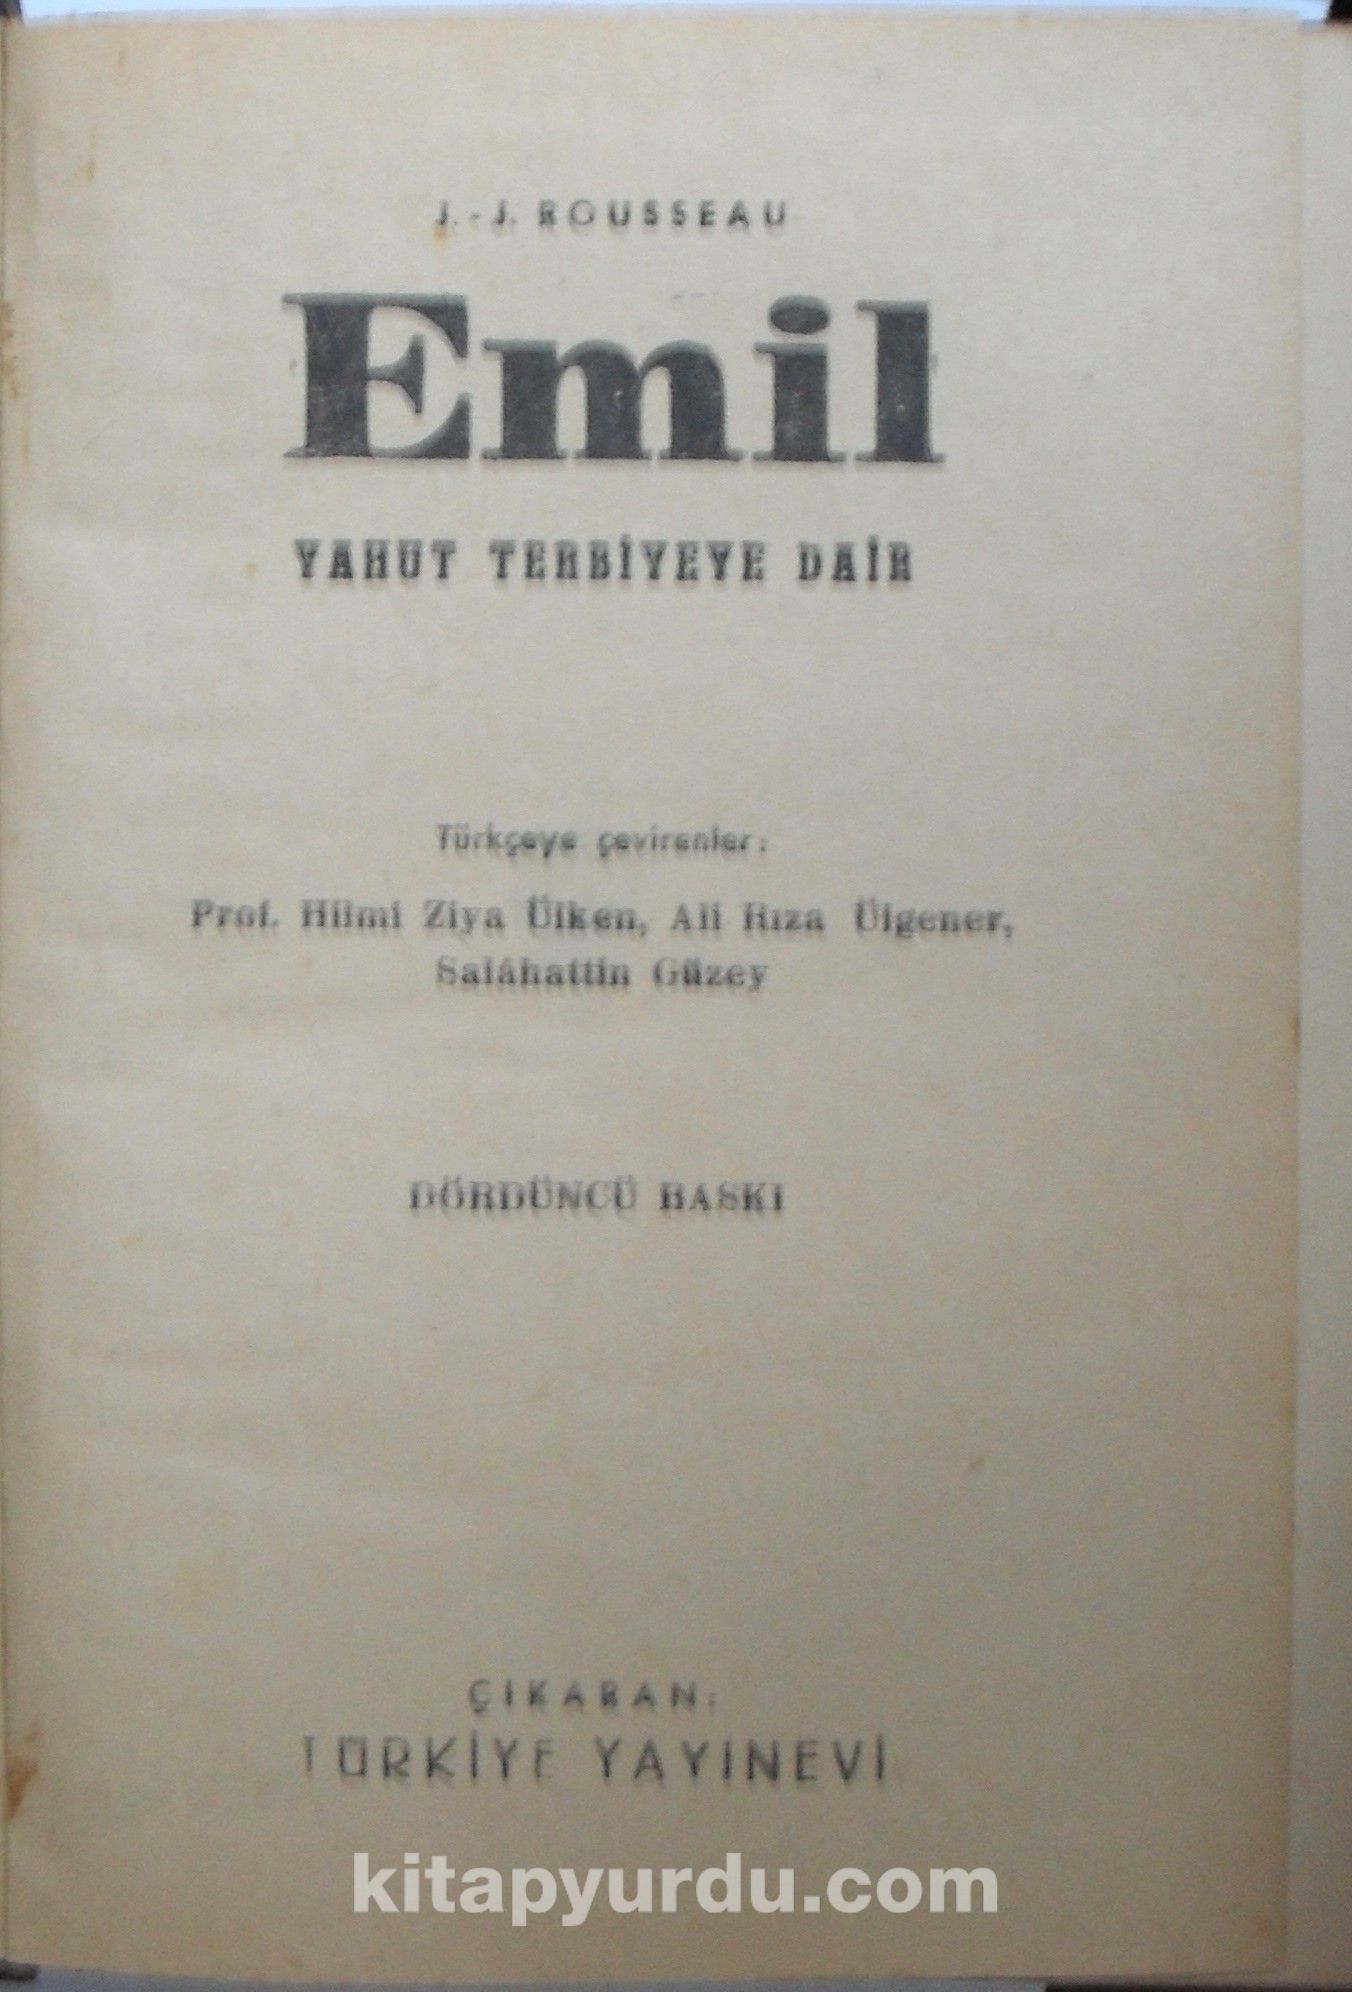 J.-J. ROUSSEAU
Emil
YAHUT TERBİYEYE DAİR
Türkçeye çevirenler:
Prof. Hilmi Ziya Ülken, Ali Rıza Ülgener,
Salâhattin Güzey
DÖRDÜNCÜ BASKI
ÇIKARAN:
TÜRKİYE YAYINEVİ
kitapyurdu.com